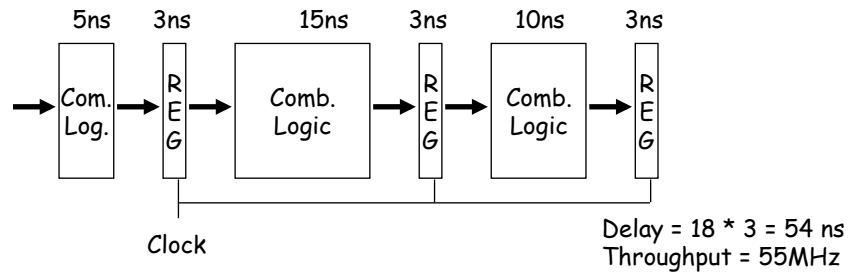 5ns 3ns 15ns 3ns 10ns 3ns
Com.
Log.
R
E
G
Comb.
Logic
R
E
G
Comb.
Logic
R
E
G
Clock
Delay = 18 * 3 = 54 ns
Throughput = 55MHz